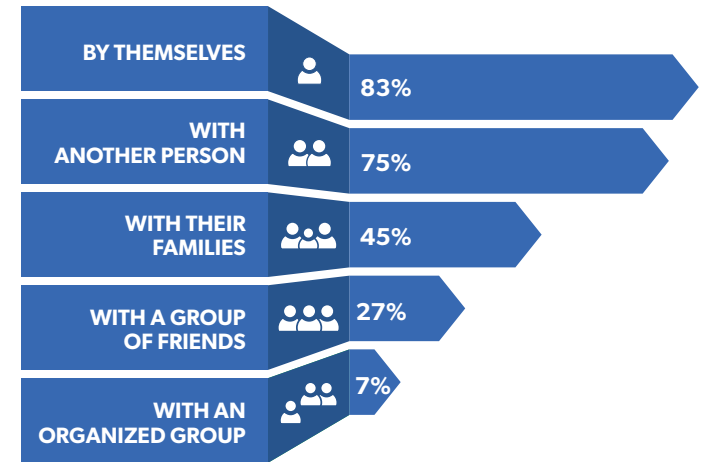 BY THEMSELVES
83%
WITH
ANOTHER PERSON
75%
WITH THEIR
FAMILIES
45%
WITH A GROUP
OF FRIENDS
27%
WITH AN
ORGANIZED GROUP
7%